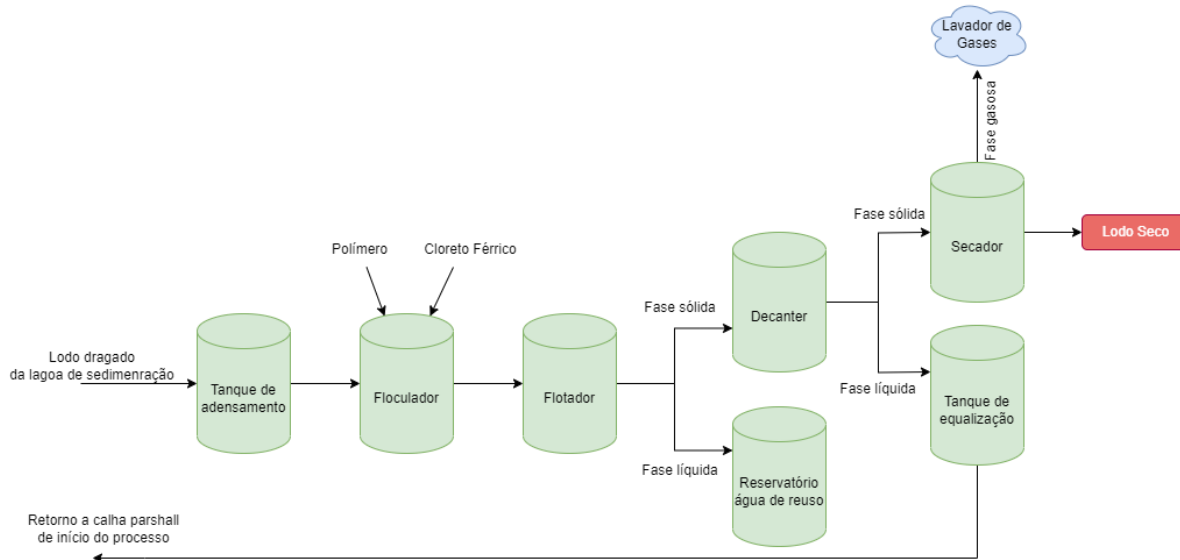 Lavador de
Gases
Fase gasosa
Fase sólida
Secador
Lodo Seco
Polímero
Cloreto Férrico
Fase sólida
Decanter
Lodo dragado
da lagoa de sedimenração
Tanque de
adensamento
Floculador
Flotador
Fase líquida
Tanque de
equalização
Fase líquida
Reservatório
água de reuso
Retorno a calha parshall
de início do processo